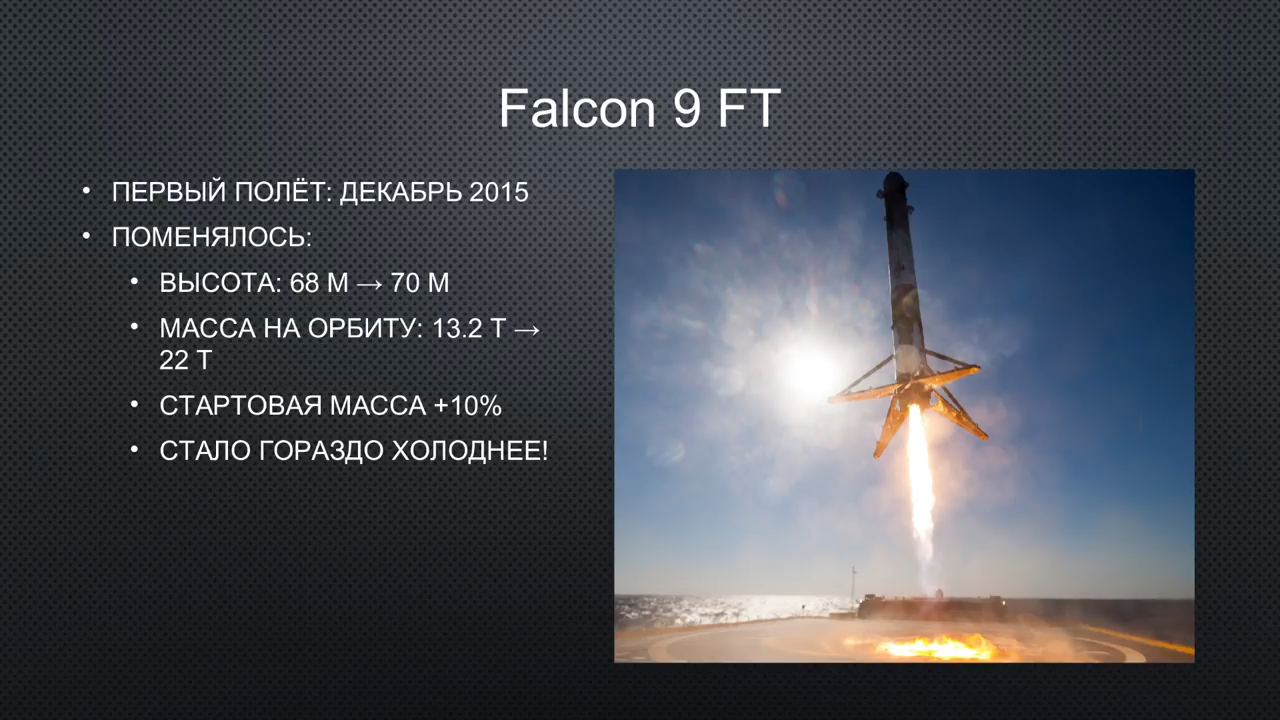 Falcon 9 FT
• ПЕРВЫЙ ПОЛЁТ: ДЕКАБРЬ 2015
• ПОМЕНЯЛОСЬ:
• ВЫСОТА: 68 М → 70 М
• МАССА НА ОРБИТУ: 13.2 Т →
22 Т
• СТАРТОВАЯ МАССА +10%
• СТАЛО ГОРАЗДО ХОЛОДНЕЕ!